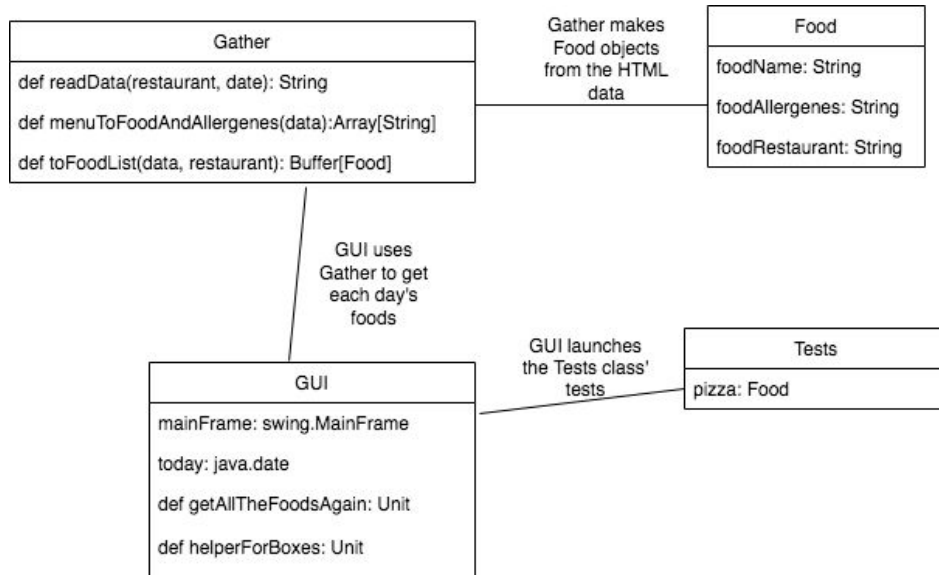 Gather
def readData(restaurant, date): String
def menuToFoodAndAllergenes(data):Array[String]
def toFoodList(data, restaurant): Buffer[Food]
Gather makes
Food objects
from the HTML
data
Food
foodName: String
foodAllergenes: String
foodRestaurant: String
GUI uses
Gather to get
each day's
foods
GUI
mainFrame: swing.MainFrame
today: java.date
def getAllTheFoodsAgain: Unit
def helperForBoxes: Unit
GUI launches
the Tests class'
tests
Tests
pizza: Food